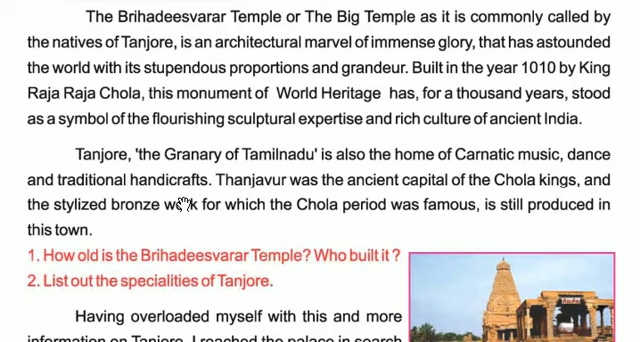 The Brihadeesvarar Temple or The Big Temple as it is commonly called by
the natives of Tanjore, is an architectural marvel of immense glory, that has astounded
the world with its stupendous proportions and grandeur. Built in the year 1010 by King
Raja Raja Chola, this monument of World Heritage has, for a thousand years, stood
as a symbol of the flourishing sculptural expertise and rich culture of ancient India.
Tanjore, 'the Granary of Tamilnadu' is also the home of Carnatic music, dance
and traditional handicrafts. Thanjavur was the ancient capital of the Chola kings, and
the stylized bronze work for which the Chola period was famous, is still produced in
this town.
1. How old is the Brihadeesvarar Temple? Who built it ?
2. List out the specialities of Tanjore.
Having overloaded myself with this and more
information on Tanjore, I reached the palace in search